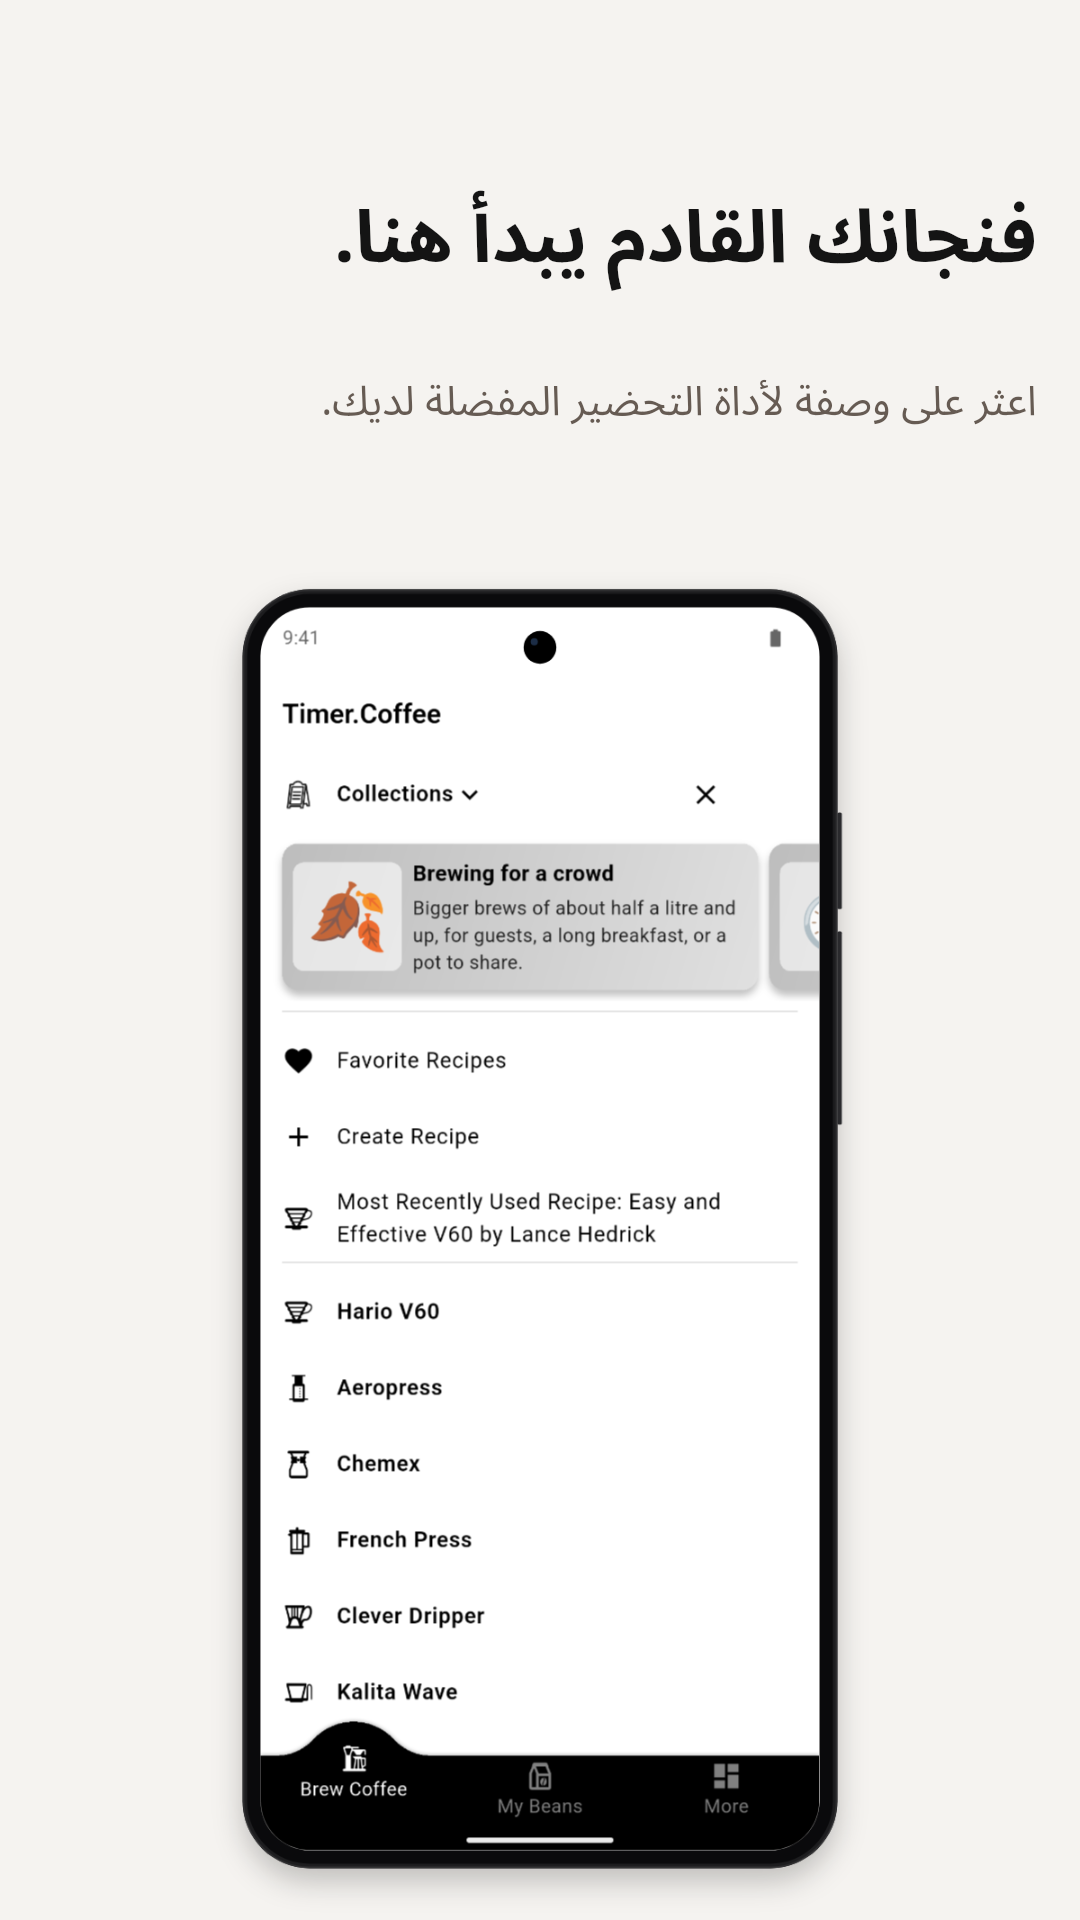 فنجانك القادم يبدأ هنا.
اعثر على وصفة لأداة التحضير المفضلة لديك.
9:41
Timer.Coffee
Collections
Brewing for a crowd
Bigger brews of about half a litre and
up, for guests, a long breakfast, or a
pot to share.
Favorite Recipes
Create Recipe
Most Recently Used Recipe: Easy and
Effective V60 by Lance Hedrick
Hario V60
Aeropress
Chemex
French Press
Clever Dripper
Kalita Wave
Brew Coffee
My Beans
More